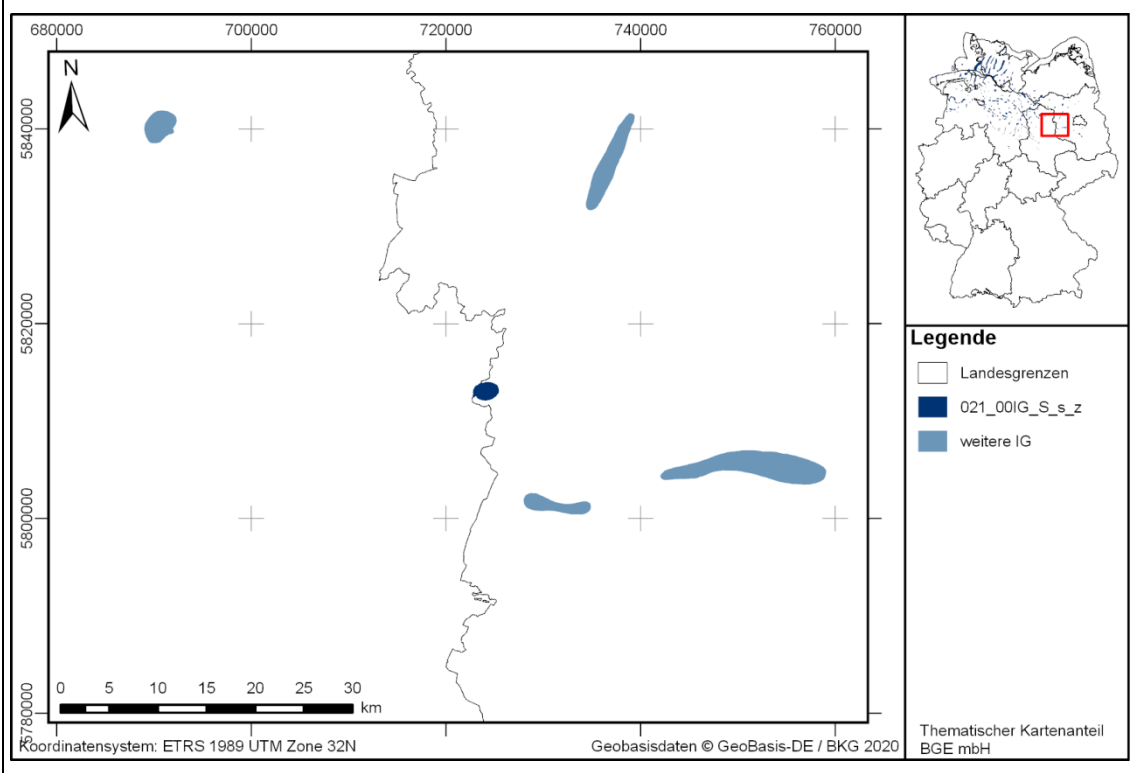 680000 700000 720000 740000 760000
N
5840000
5820000
5800000
5780000
0 5 10 15 20 25 30
km
Koordinatensystem: ETRS 1989 UTM Zone 32N
Geobasisdaten © GeoBasis-DE / BKG 2020
Legende
Landesgrenzen
021_00IG_S_s_z
weitere IG
Thematischer Kartenanteil
BGE mbH